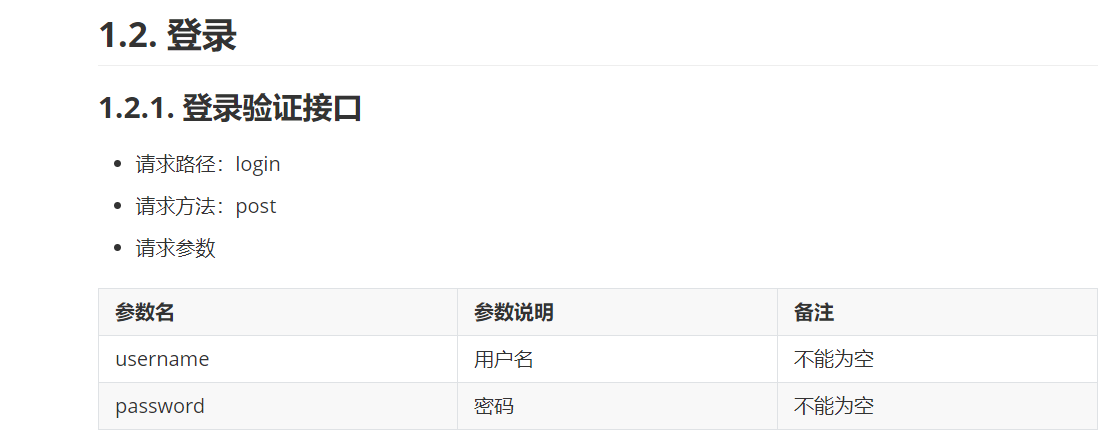 1.2. 登录
1.2.1. 登录验证接口
请求路径：login
请求方法：post
请求参数
参数名 参数说明 备注
username 用户名 不能为空
password 密码 不能为空